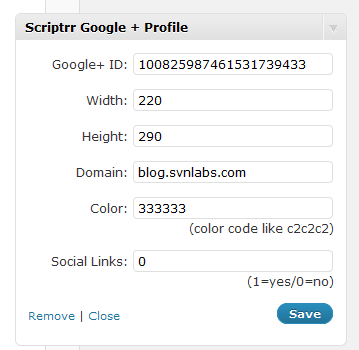 Scriptrr Google + Profile
Google+ ID: 100825987461531739433
Width: 220
Height: 290
Domain: blog.svnlabs.com
Color: 333333
(color code like c2c2c2)
Social Links: 0
(1=yes/0=no)
Remove | Close Save